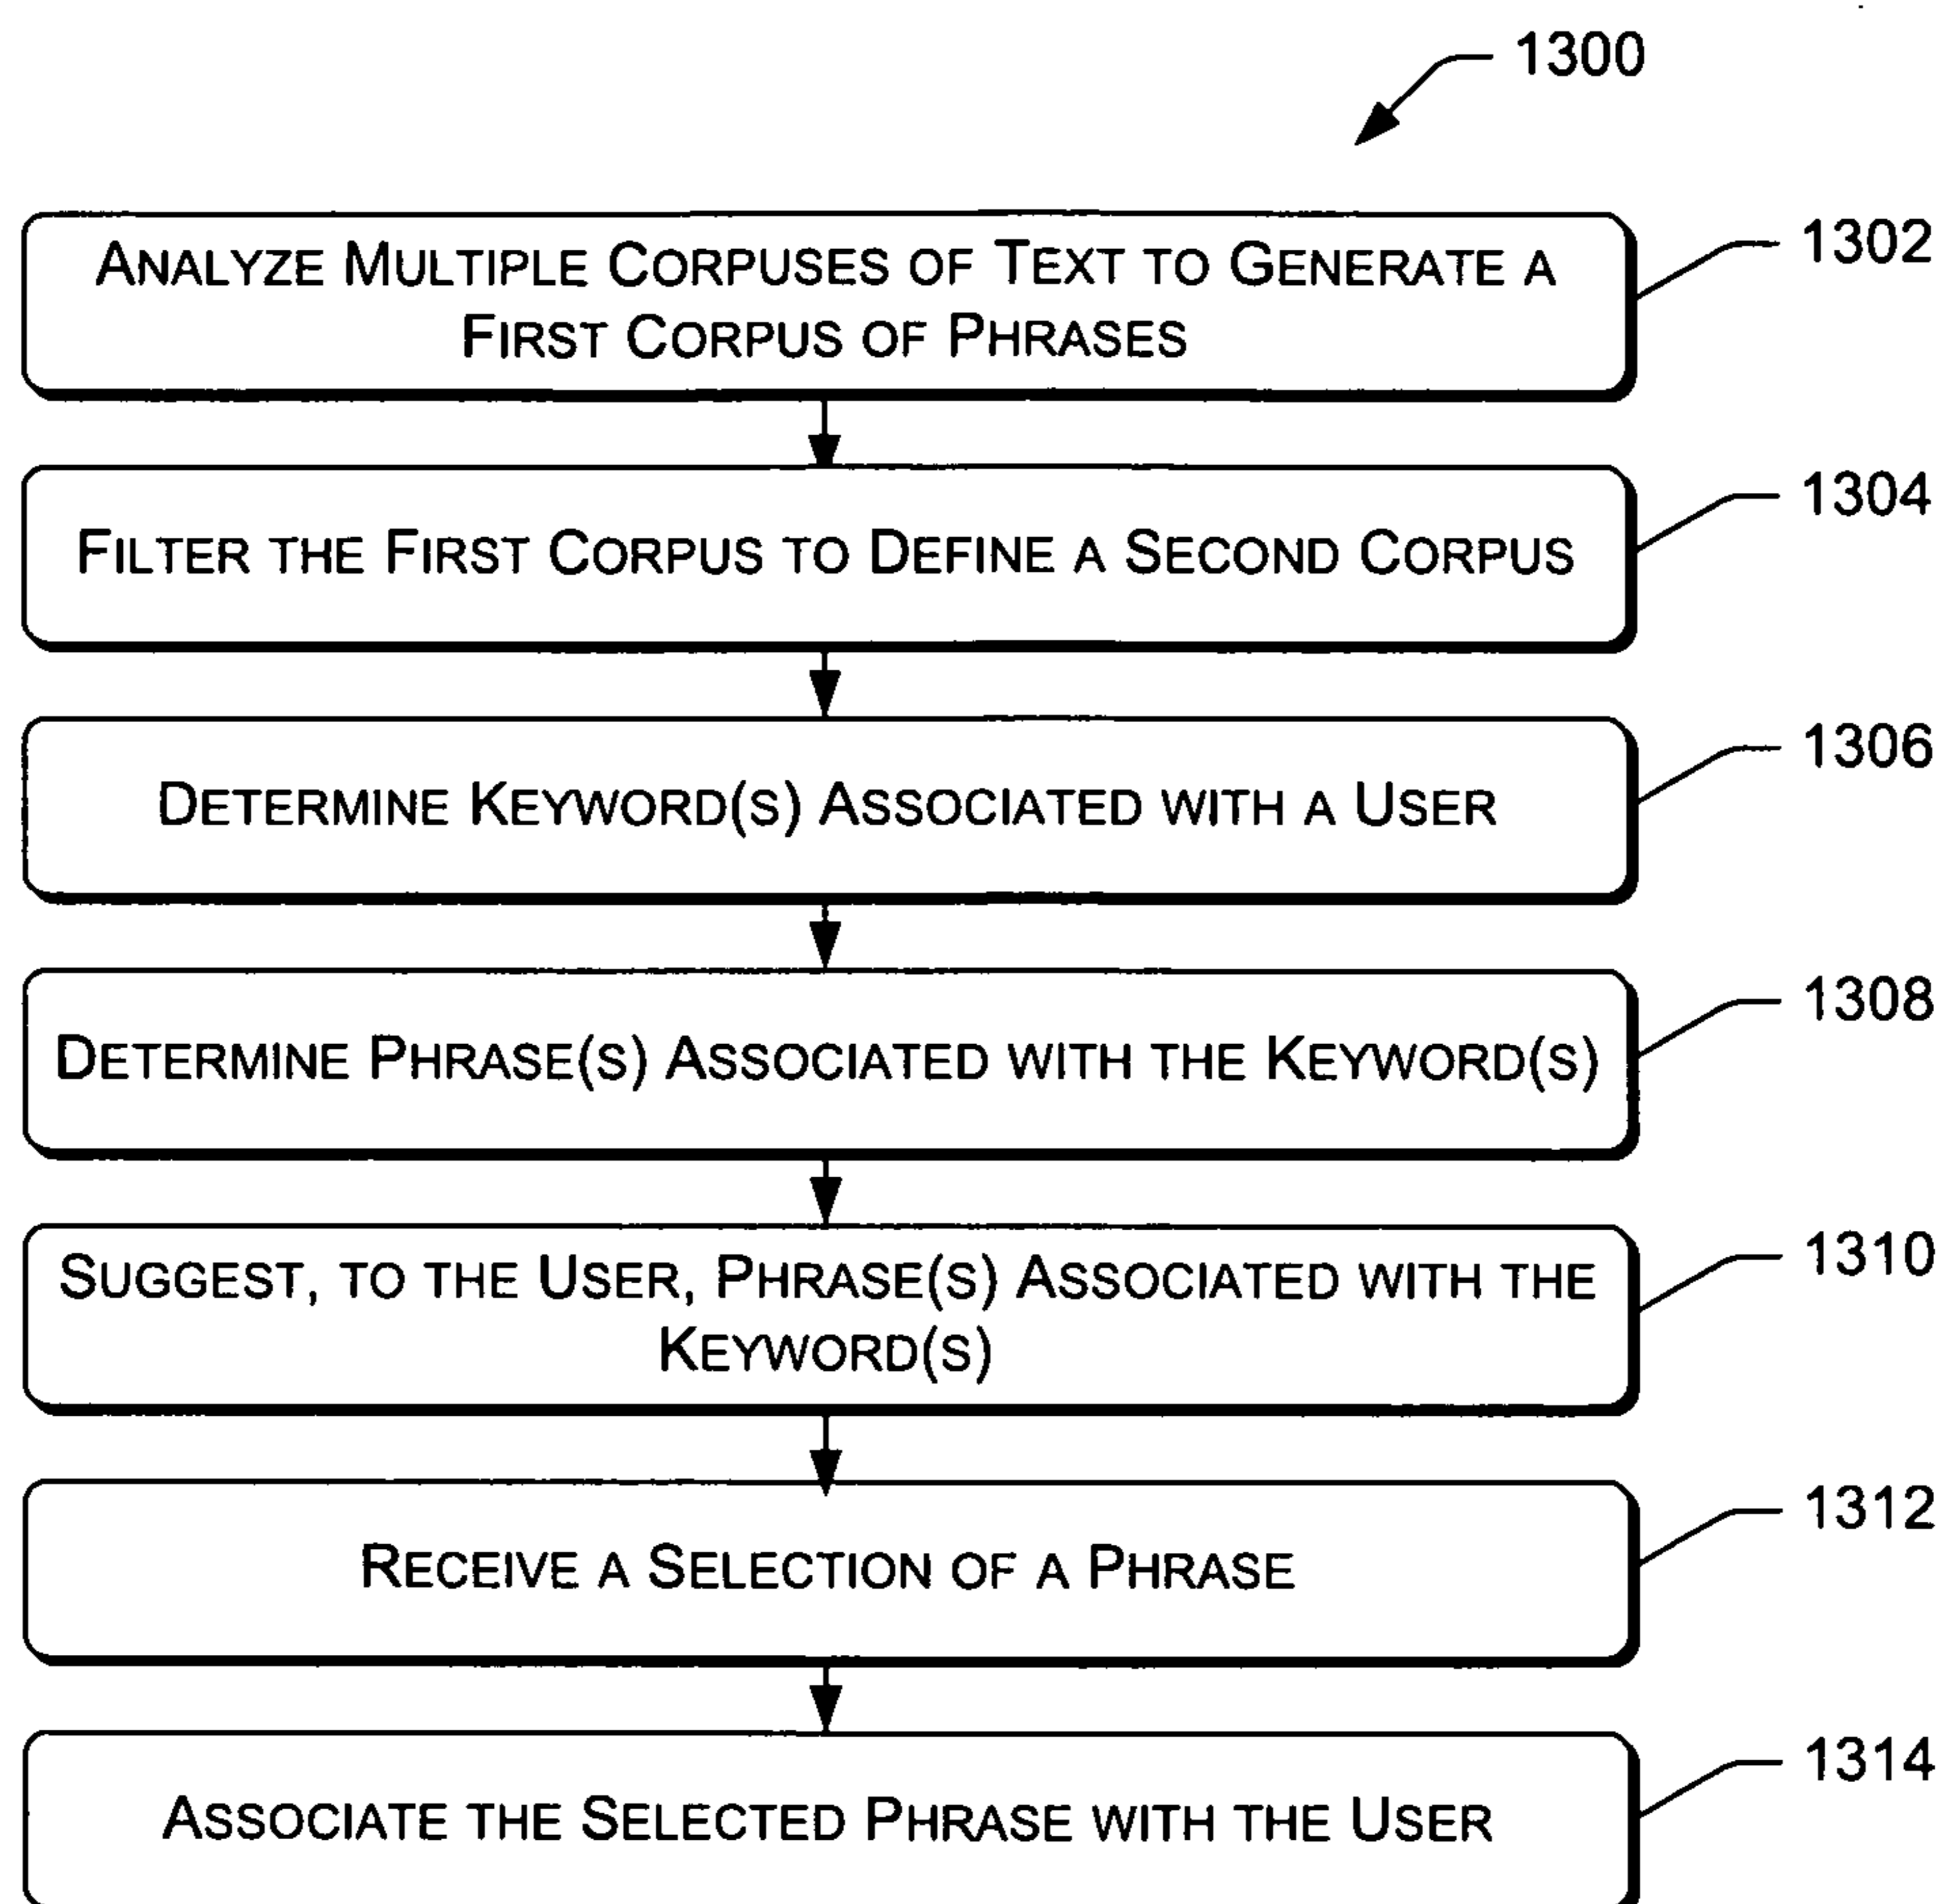 1300
ANALYZE MULTIPLE CORPUSES OF TEXT TO GENERATE A
FIRST CORPUS OF PHRASES
1302
FILTER THE FIRST CORPUS TO DEFINE A SECOND CORPUS
1304
DETERMINE KEYWORD(S) ASSOCIATED WITH A USER
1306
DETERMINE PHRASE(S) ASSOCIATED WITH THE KEYWORD(S)
1308
SUGGEST, TO THE USER, PHRASE(S) ASSOCIATED WITH THE
KEYWORD(S)
1310
RECEIVE A SELECTION OF A PHRASE
1312
ASSOCIATE THE SELECTED PHRASE WITH THE USER
1314